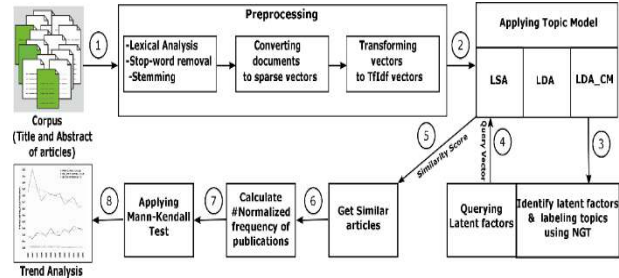 Preprocessing
1
-Lexical Analysis
-Stop-word removal
-Stemming
Converting
documents
to sparse vectors
Transforming
vectors
to TfIdf vectors
2
Applying Topic Model
LSA
LDA
LDA_CM
Corpus
(Title and Abstract
of articles)
5
Similarity Score
Query Vector
4
3
Trend Analysis
8
Applying
Mann-Kendall
Test
7
Calculate
#Normalized
frequency of
publications
6
Get Similar
articles
Querying
Latent factors
Identify latent factors
& labeling topics
using NGT